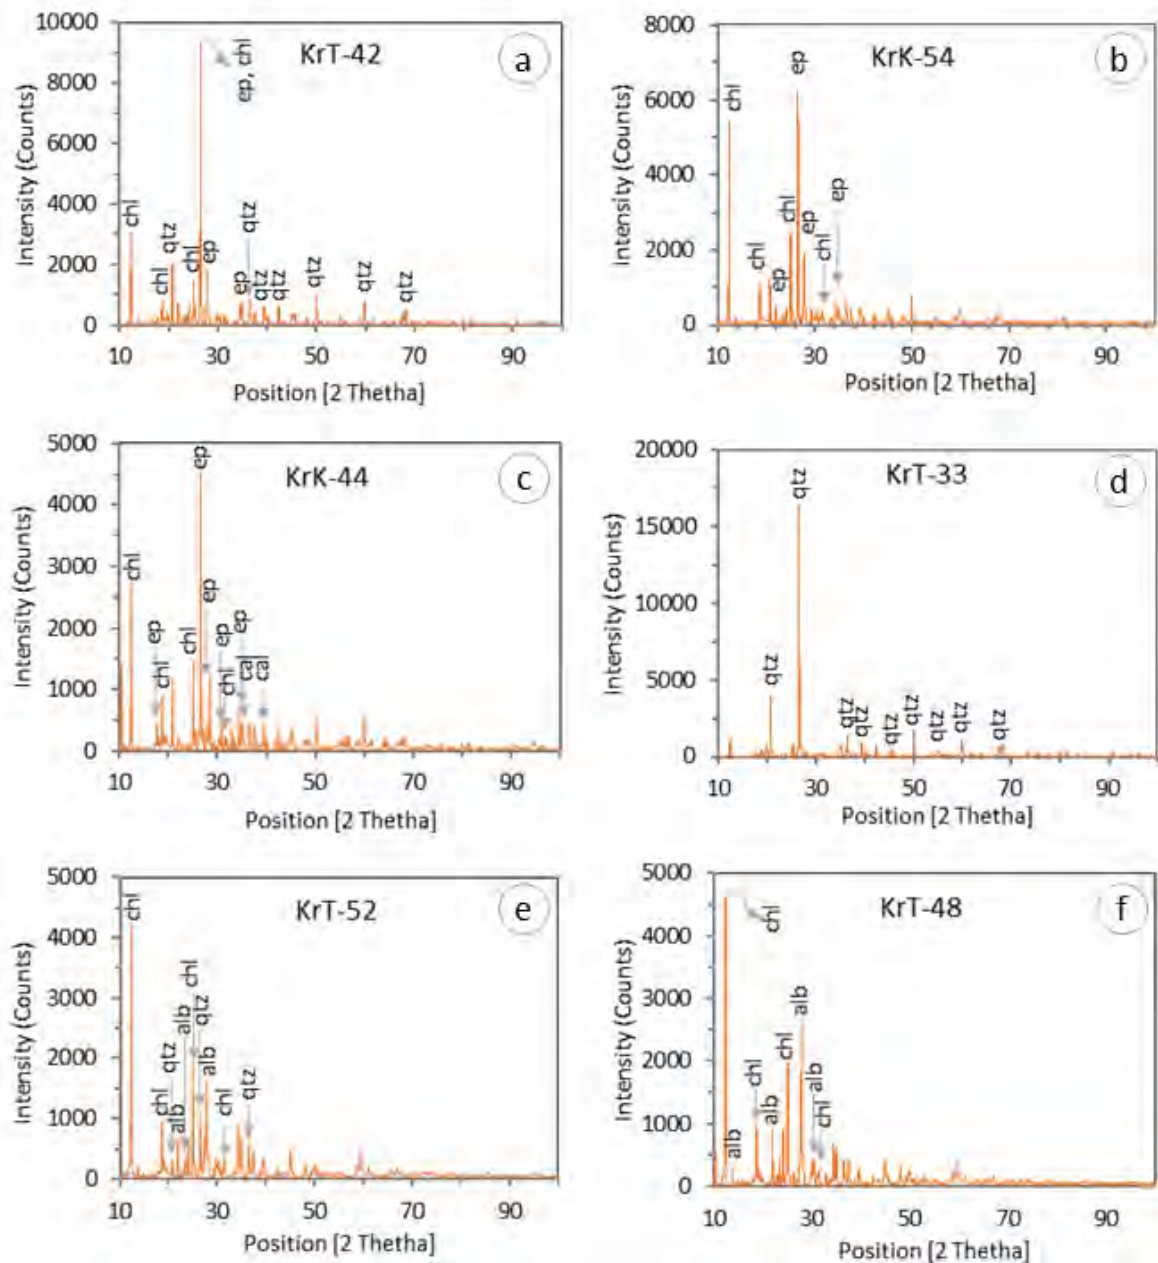 KrT-42
a
10000
8000
6000
4000
2000
0
Intensity (Counts)
chl
chl
qtz
chl
ep, chl
ep
ep
qtz
qtz
qtz
qtz
qtz
qtz
10 30 50 70 90
Position [2 Thetha]
KrK-54
b
8000
6000
4000
2000
0
Intensity (Counts)
chl
chl
ep
chl
ep
ep
chl
ep
10 30 50 70 90
Position [2 Thetha]
KrK-44
c
5000
4000
3000
2000
1000
0
Intensity (Counts)
chl
ep
chl
chl
ep
ep
ep
chl
ep
cal
cal
10 30 50 70 90
Position [2 Thetha]
KrT-33
d
20000
15000
10000
5000
0
Intensity (Counts)
qtz
qtz
qtz
qtz
qtz
qtz
qtz
qtz
qtz
10 30 50 70 90
Position [2 Thetha]
KrT-52
e
5000
4000
3000
2000
1000
0
Intensity (Counts)
chl
chl
qtz
alb
alb
chl
qtz
alb
chl
qtz
10 30 50 70 90
Position [2 Thetha]
KrT-48
f
5000
4000
3000
2000
1000
0
Intensity (Counts)
chl
alb
chl
alb
chl
alb
alb
chl
10 30 50 70 90
Position [2 Thetha]